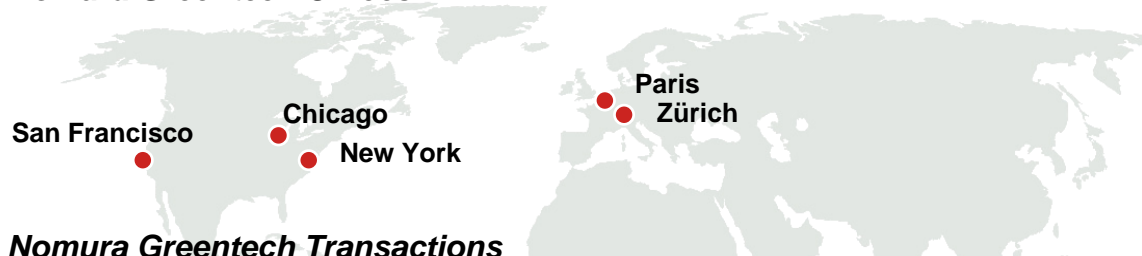 Paris
Chicago
Zürich
San Francisco
New York
Nomura Greentech Transactions